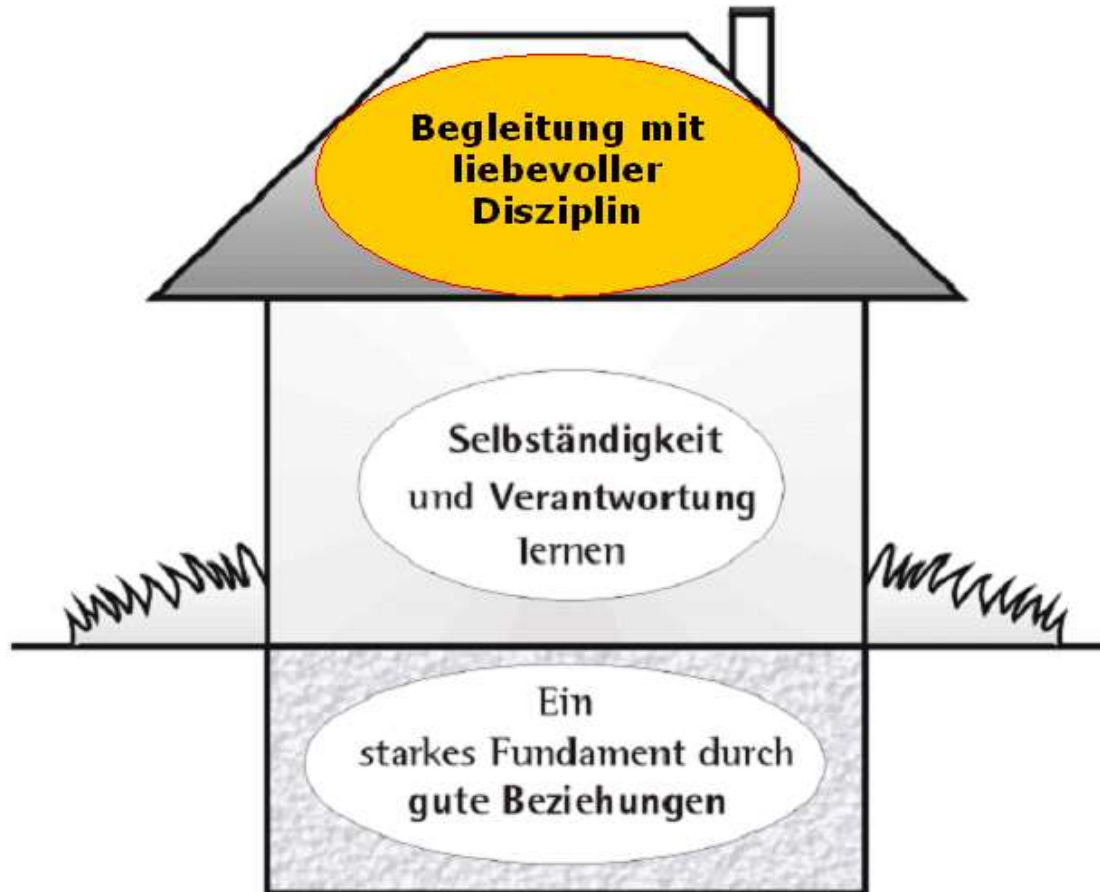 Begleitung mit
liebevoller
Disziplin
Selbständigkeit
und Verantwortung
lernen
Ein
starkes Fundament durch
gute Beziehungen